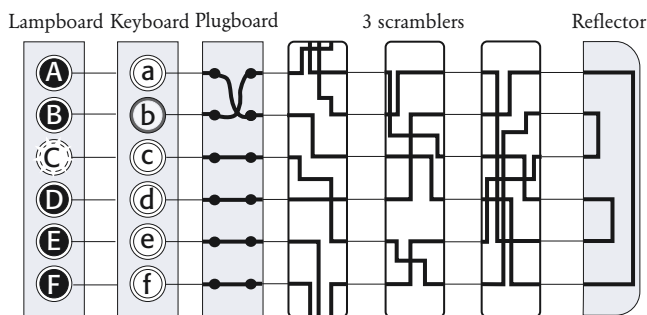 Lampboard Keyboard Plugboard 3 scramblers Reflector
A a
B b
C c
D d
E e
F f